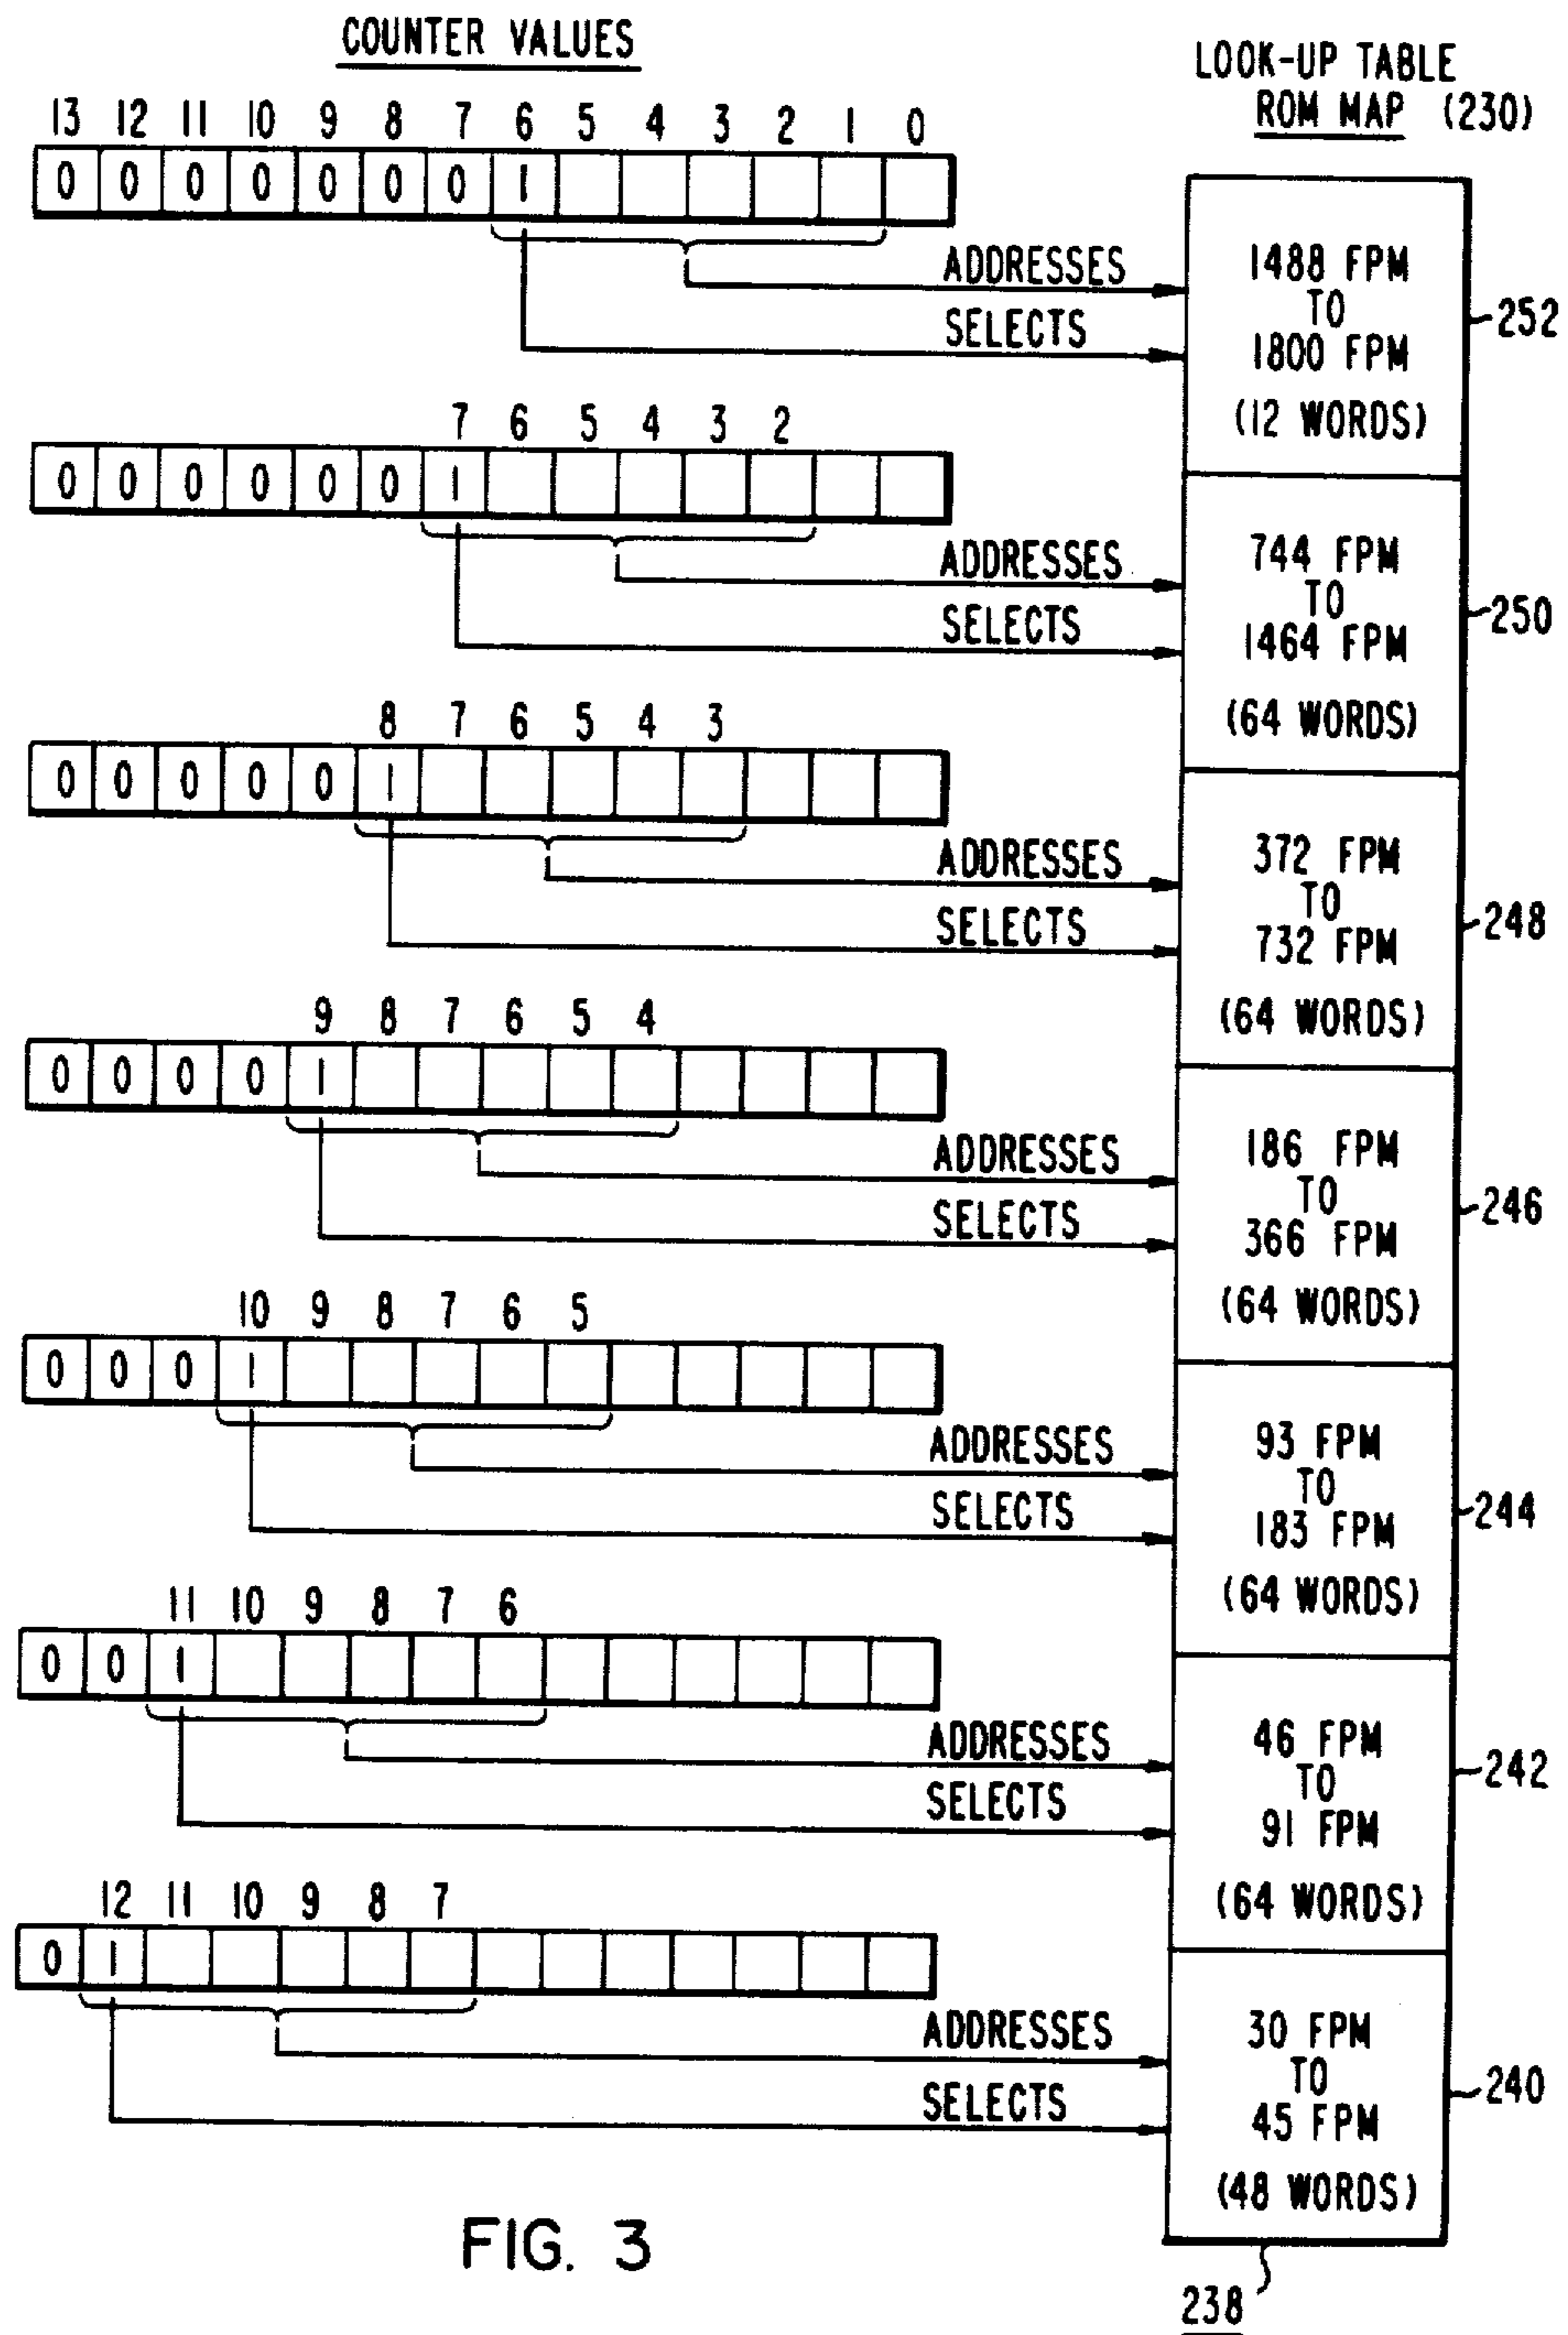 COUNTER VALUES
LOOK-UP TABLE
ROM MAP (230)
13 12 11 10 9 8 7 6 5 4 3 2 1 0
0 0 0 0 0 0 0 1
ADDRESSES
SELECTS
1488 FPM
TO
1800 FPM
(12 WORDS)
252
7 6 5 4 3 2
0 0 0 0 0 0 1
ADDRESSES
SELECTS
744 FPM
TO
1464 FPM
(64 WORDS)
250
8 7 6 5 4 3
0 0 0 0 0 1
ADDRESSES
SELECTS
372 FPM
TO
732 FPM
(64 WORDS)
248
9 8 7 6 5 4
0 0 0 0 1
ADDRESSES
SELECTS
186 FPM
TO
366 FPM
(64 WORDS)
246
10 9 8 7 6 5
0 0 0 1
ADDRESSES
SELECTS
93 FPM
TO
183 FPM
(64 WORDS)
244
11 10 9 8 7 6
0 0 1
ADDRESSES
SELECTS
46 FPM
TO
91 FPM
(64 WORDS)
242
12 11 10 9 8 7
0 1
ADDRESSES
SELECTS
30 FPM
TO
45 FPM
(48 WORDS)
240
FIG. 3
238